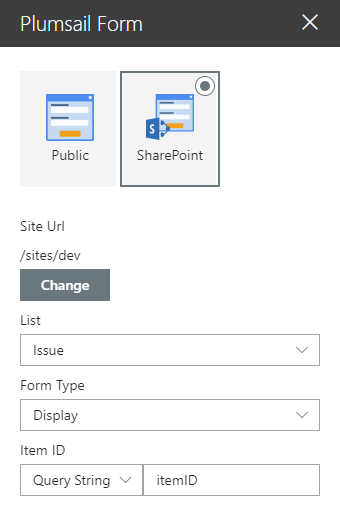 Plumsail Form
Public
SharePoint
Site Url
/sites/dev
Change
List
Issue
Form Type
Display
Item ID
Query String
itemID